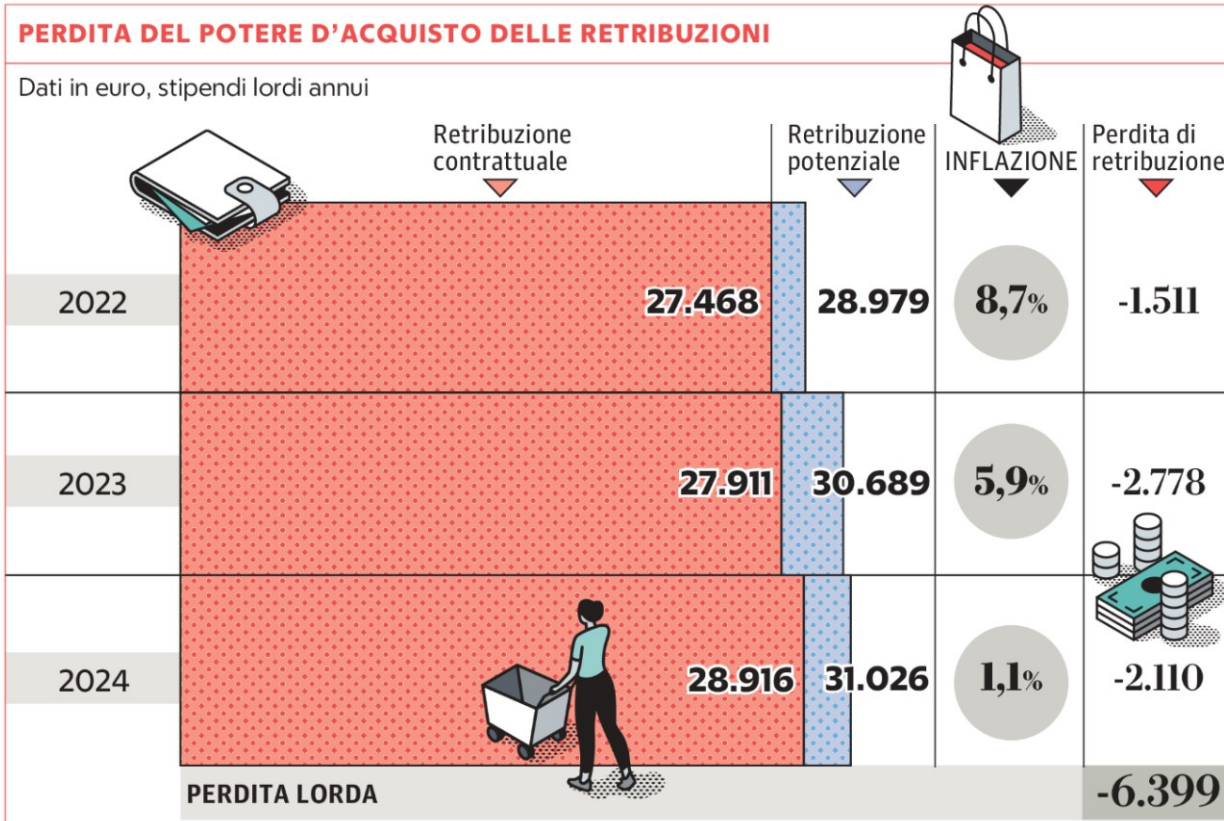 PERDITA DEL POTERE D'ACQUISTO DELLE RETRIBUZIONI
Dati in euro, stipendi lordi annui
Retribuzione
contrattuale
Retribuzione
potenziale
INFLAZIONE
Perdita di
retribuzione
2022
27.468
28.979
8,7%
-1.511
2023
27.911
30.689
5,9%
-2.778
2024
28.916
31.026
1,1%
-2.110
PERDITA LORDA
-6.399